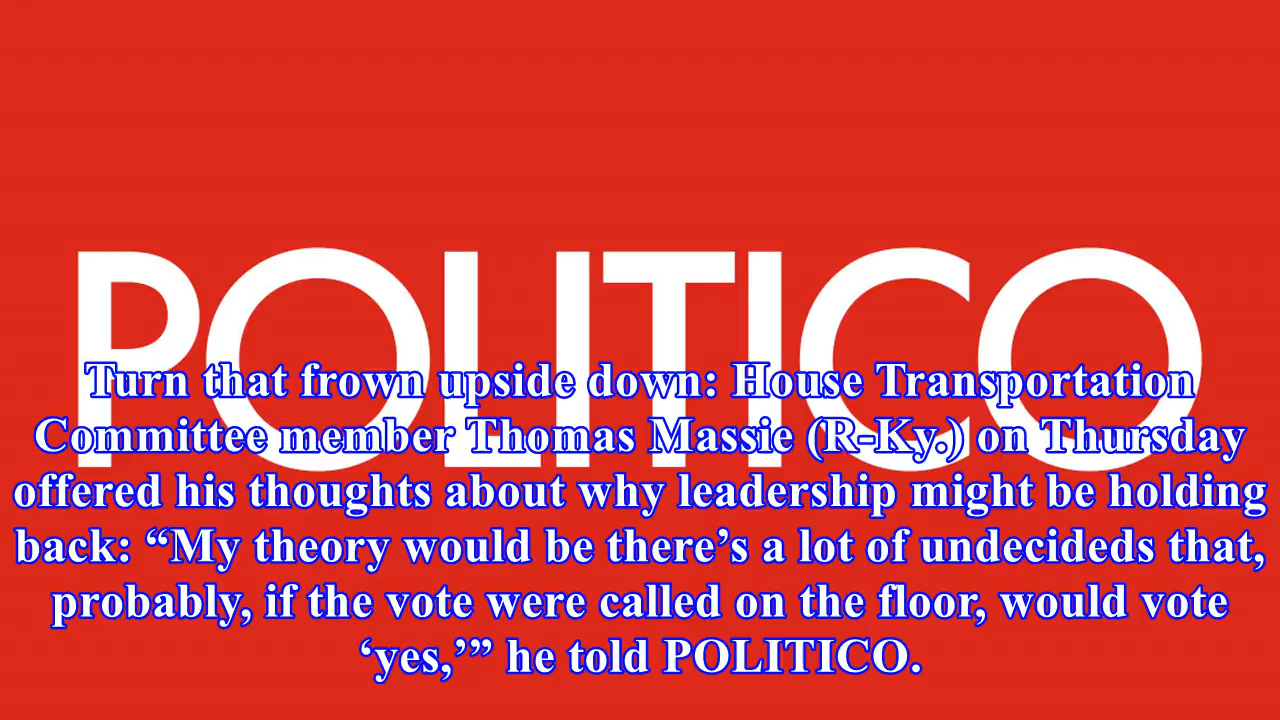 POLITICO
Turn that frown upside down: House Transportation
Committee member Thomas Massie (R-Ky.) on Thursday
offered his thoughts about why leadership might be holding
back: “My theory would be there’s a lot of undecideds that,
probably, if the vote were called on the floor, would vote
‘yes,’” he told POLITICO.